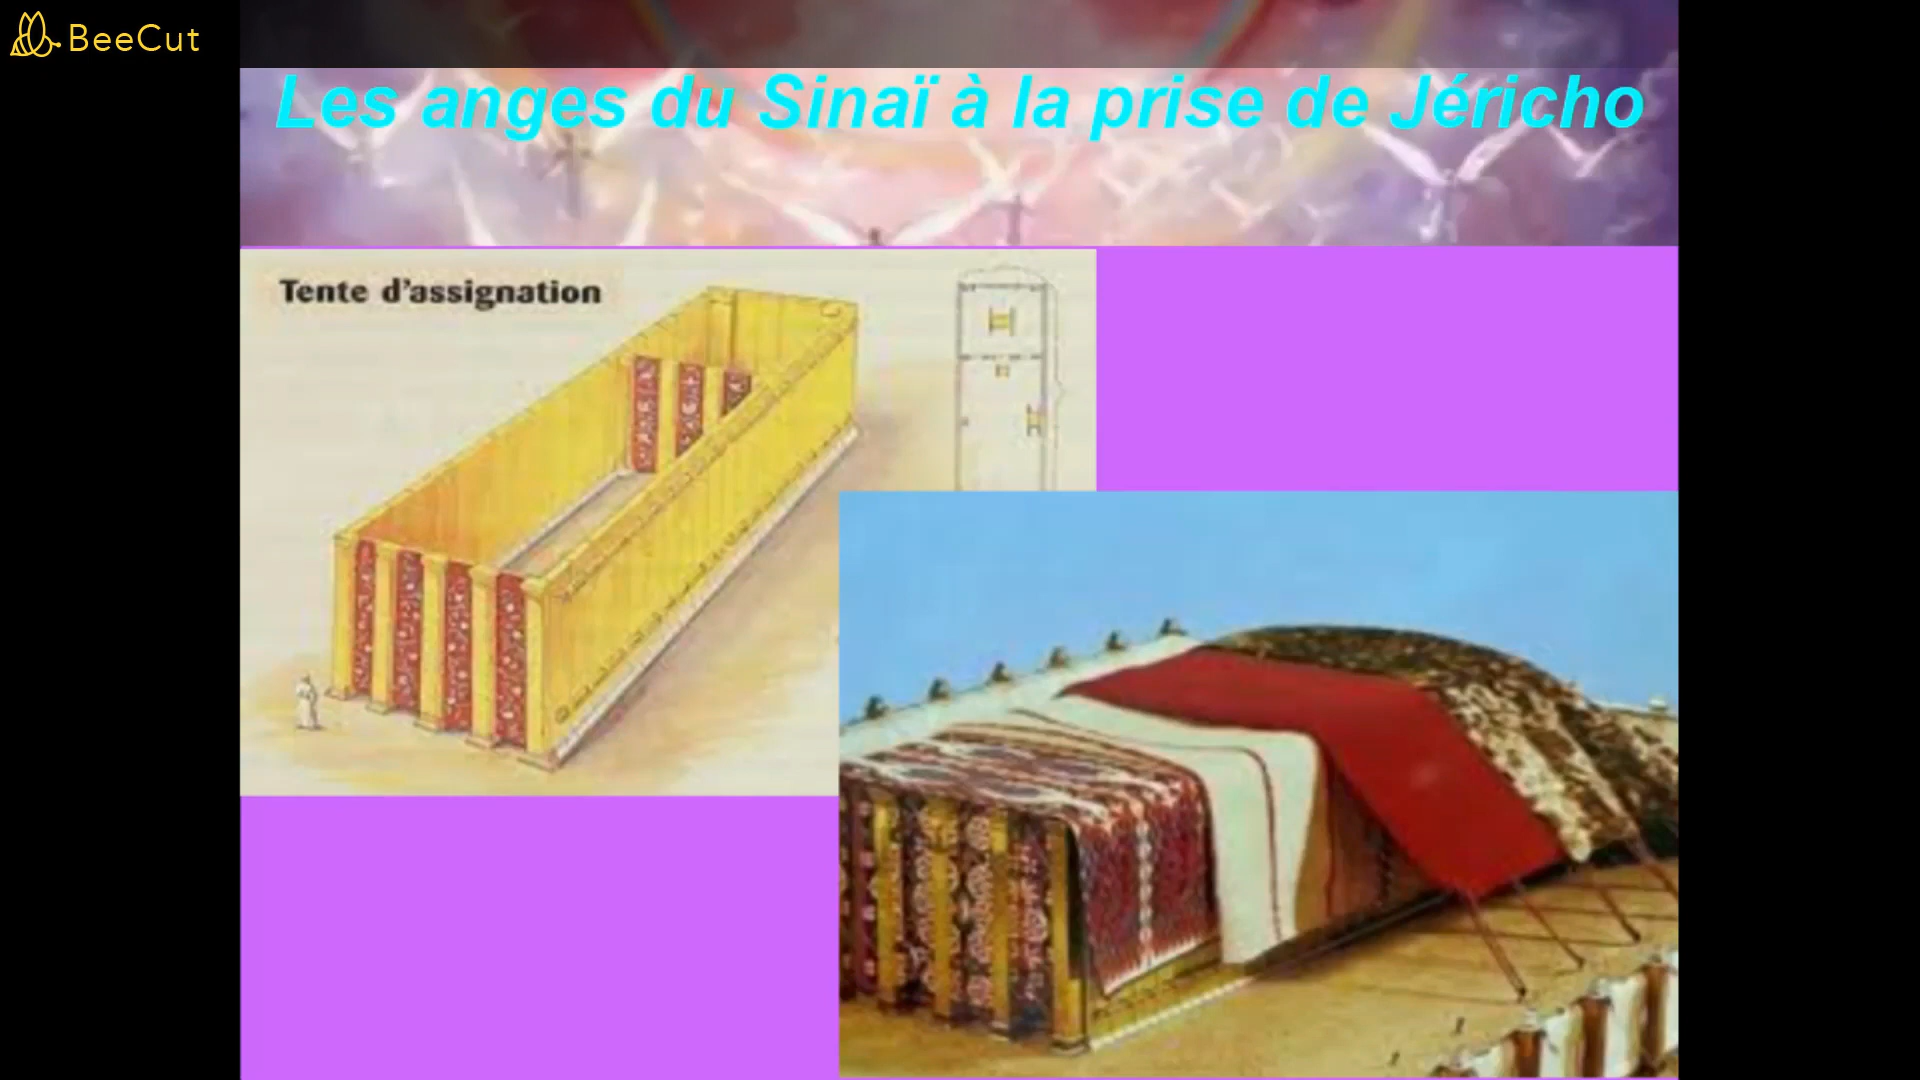 BeeCut
Les anges du Sinaï à la prise de Jéricho
Tente d'assignation